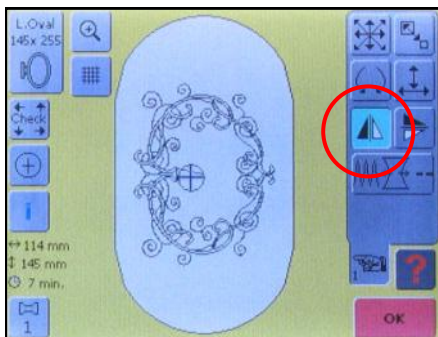 L.Oval
145x 255
Check
i
↔ 114 mm
↕ 145 mm
7 min.
1
1
?
OK